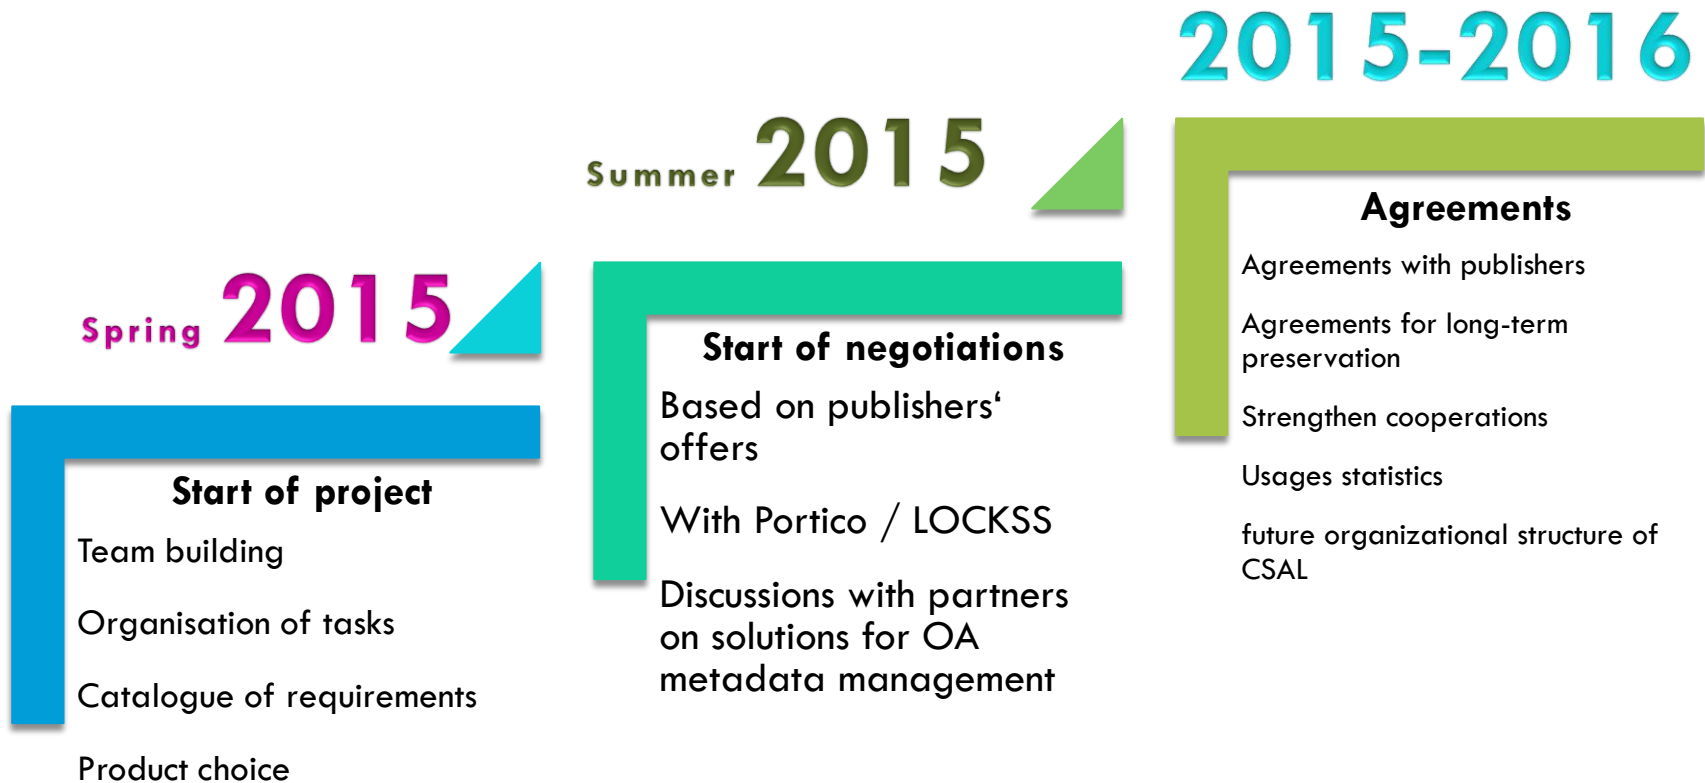 Spring 2015
Start of project
Team building
Organisation of tasks
Catalogue of requirements
Product choice
Summer 2015
Start of negotiations
Based on publishers‘
offers
With Portico / LOCKSS
Discussions with partners
on solutions for OA
metadata management
2015-2016
Agreements
Agreements with publishers
Agreements for long-term
preservation
Strengthen cooperations
Usages statistics
future organizational structure of
CSAL